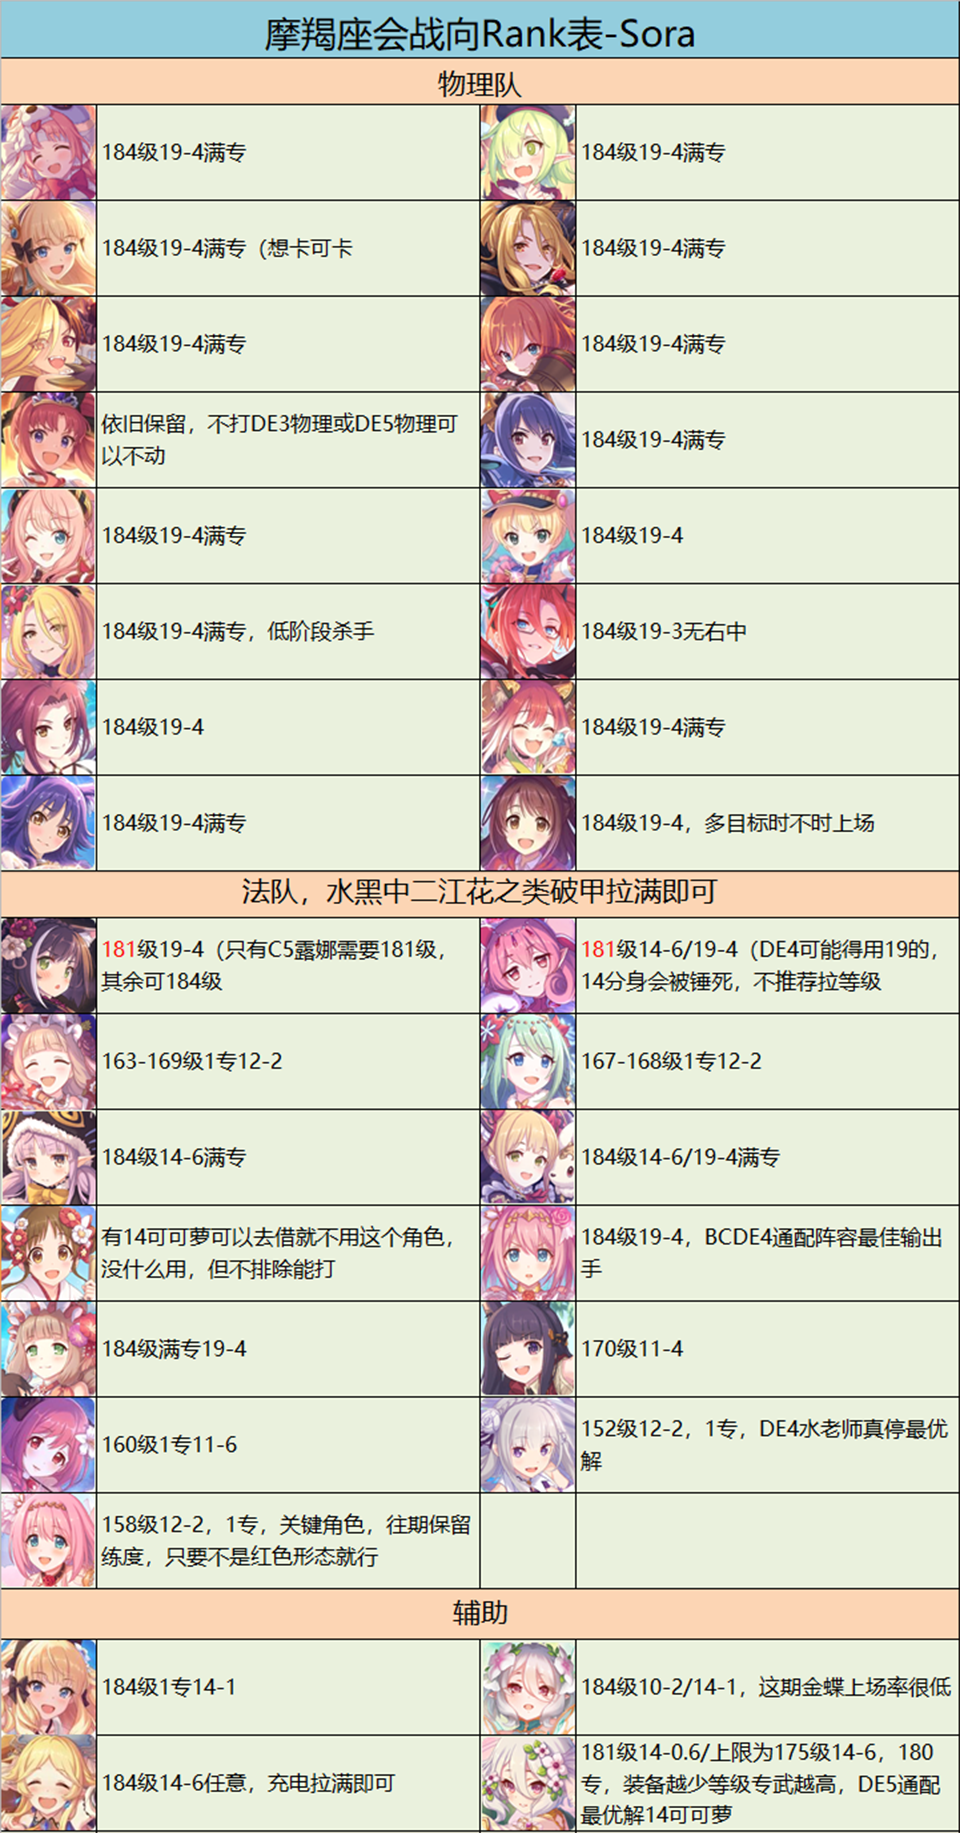 摩羯座会战向Rank表-Sora
物理队
184级19-4满专
184级19-4满专
184级19-4满专（想卡可卡
184级19-4满专
184级19-4满专
184级19-4满专
依旧保留，不打DE3物理或DE5物理可
以不动
184级19-4满专
184级19-4满专
184级19-4
184级19-4满专，低阶段杀手
184级19-3无右中
184级19-4
184级19-4满专
184级19-4满专
184级19-4，多目标时不时上场
法队，水黑中二江花之类破甲拉满即可
181级19-4（只有C5露娜需要181级，
其余可184级
181级14-6/19-4（DE4可能得用19的，
14分身会被锤死，不推荐拉等级
163-169级1专12-2
167-168级1专12-2
184级14-6满专
184级14-6/19-4满专
有14可可萝可以去借就不用这个角色，
没什么用，但不排除能打
184级19-4，BCDE4通配阵容最佳输出
手
184级满专19-4
170级11-4
160级1专11-6
152级12-2，1专，DE4水老师真停最优
解
158级12-2，1专，关键角色，往期保留
练度，只要不是红色形态就行
辅助
184级1专14-1
184级10-2/14-1，这期金蝶上场率很低
184级14-6任意，充电拉满即可
181级14-0.6/上限为175级14-6，180
专，装备越少等级专武越高，DE5通配
最优解14可可萝